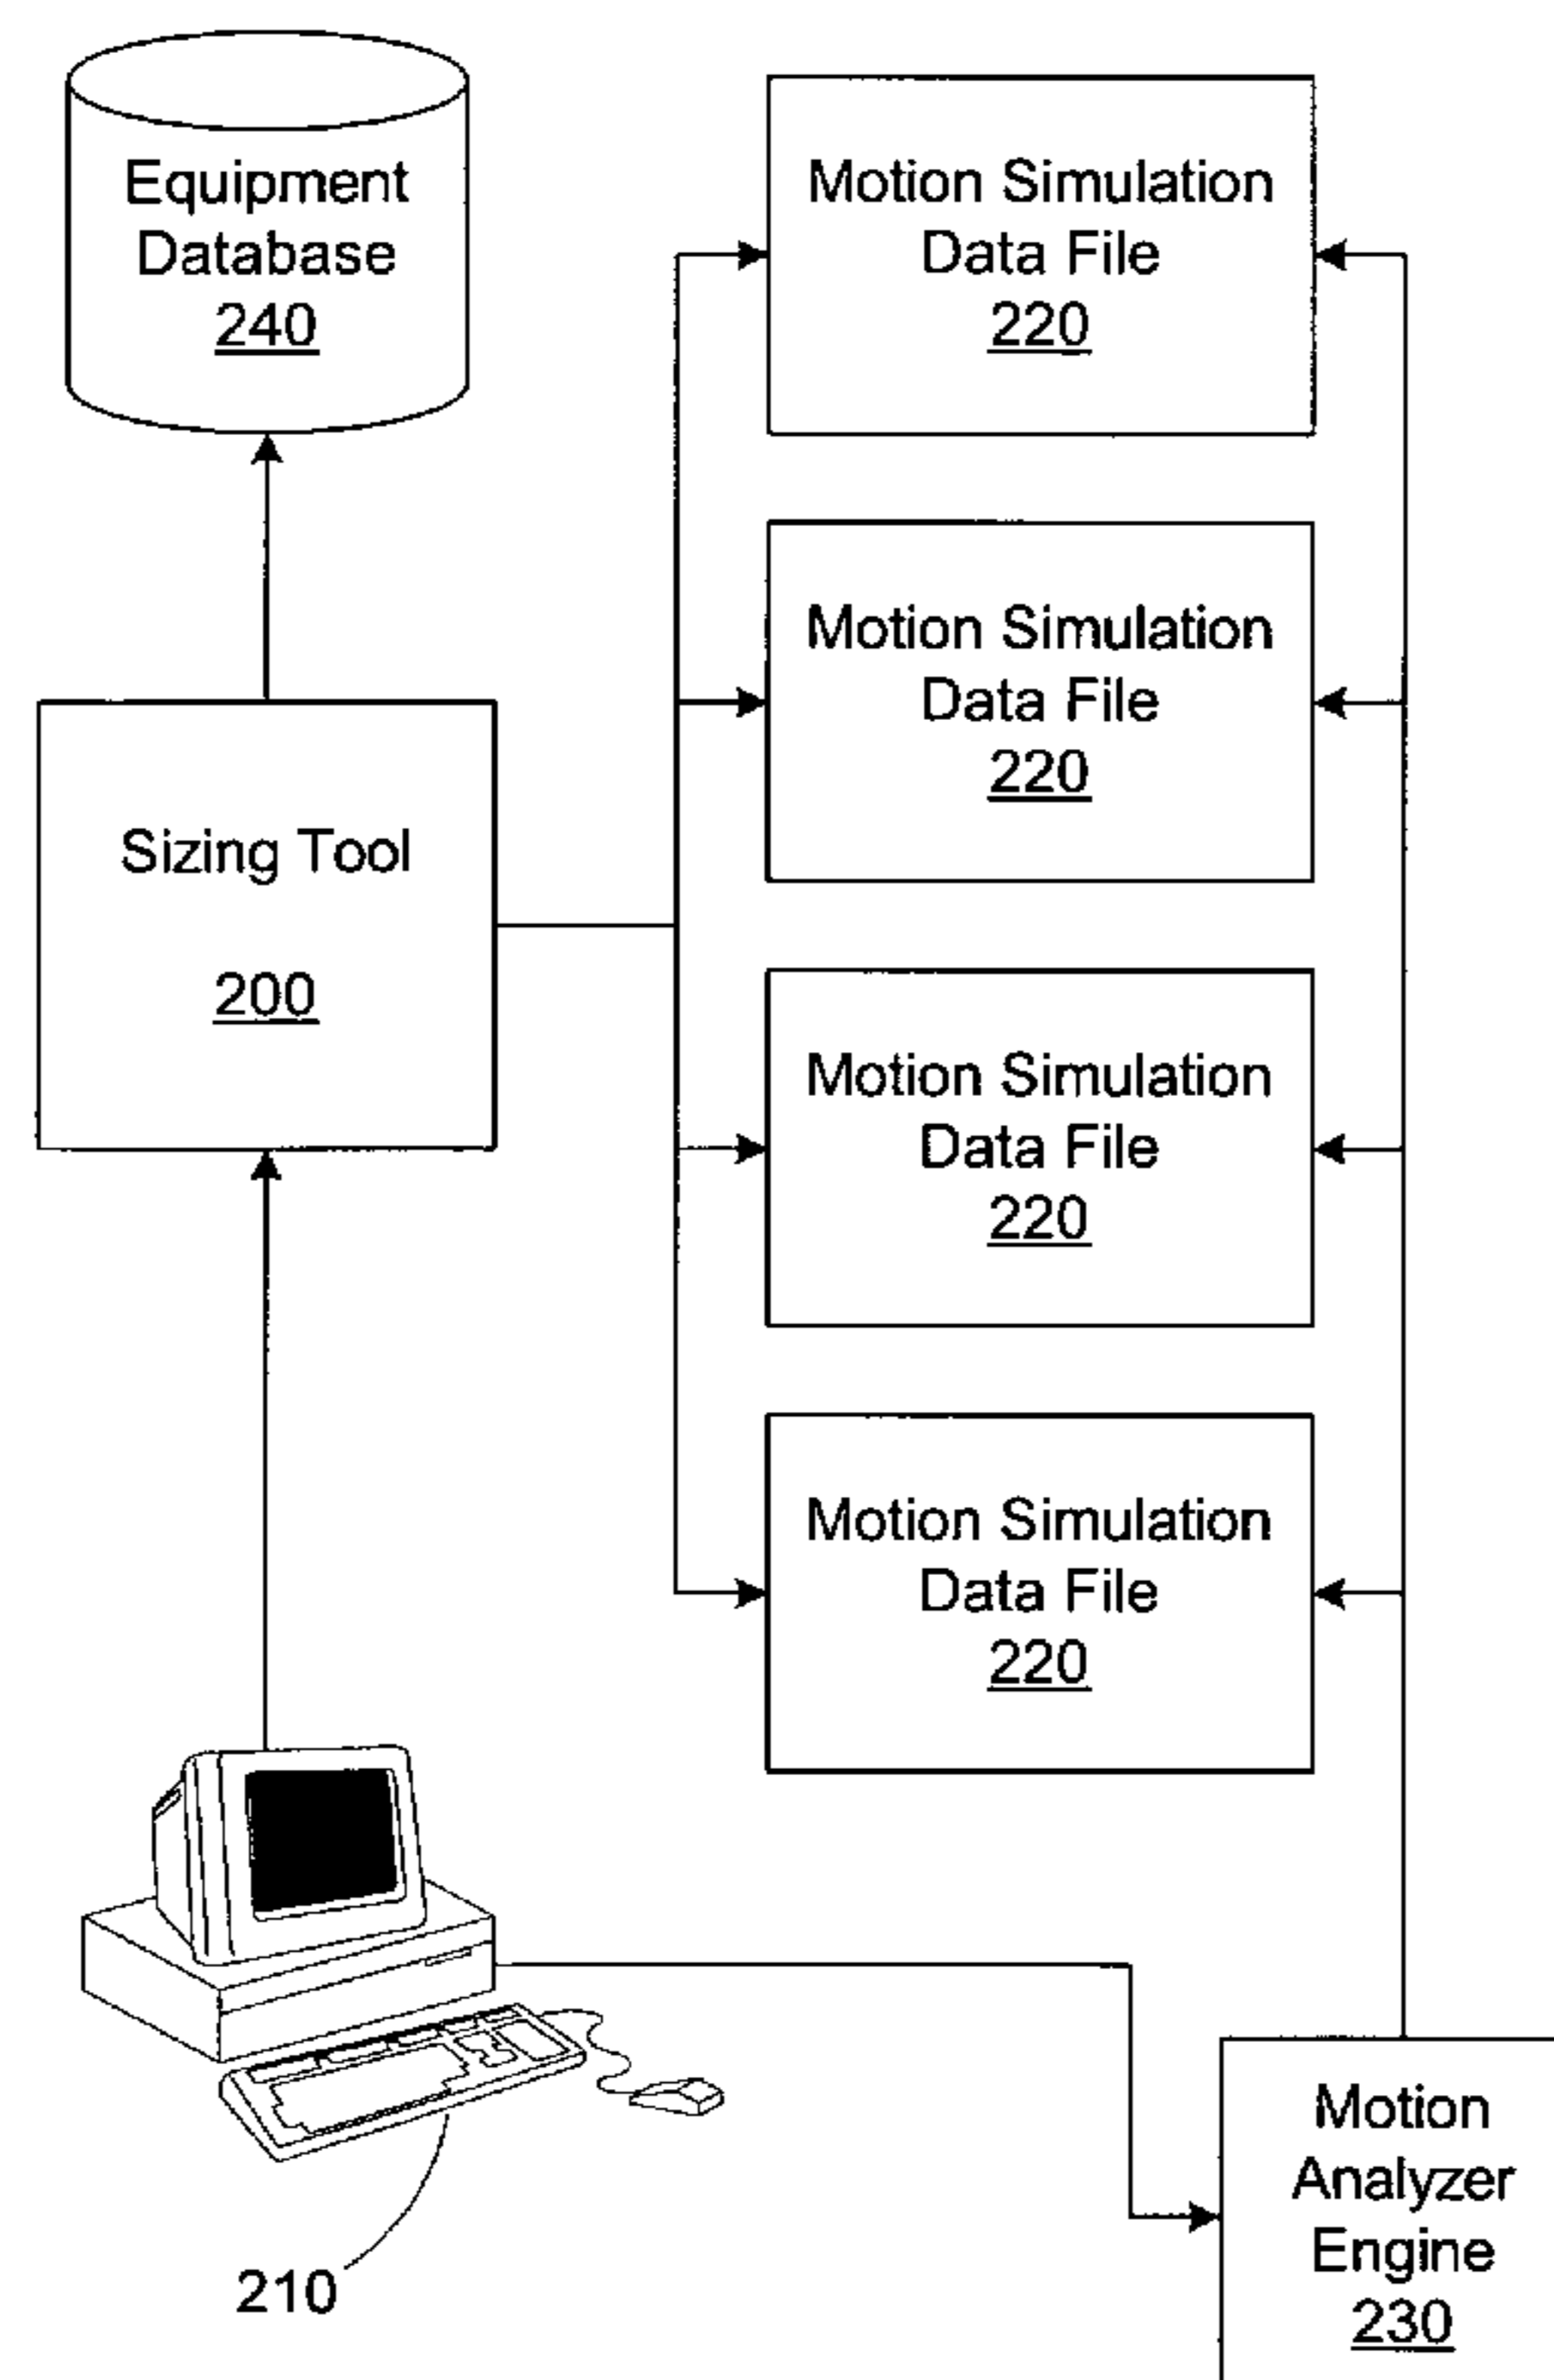 Equipment
Database
240
Motion Simulation
Data File
220
Motion Simulation
Data File
220
Sizing Tool
200
Motion Simulation
Data File
220
Motion Simulation
Data File
220
210
Motion
Analyzer
Engine
230